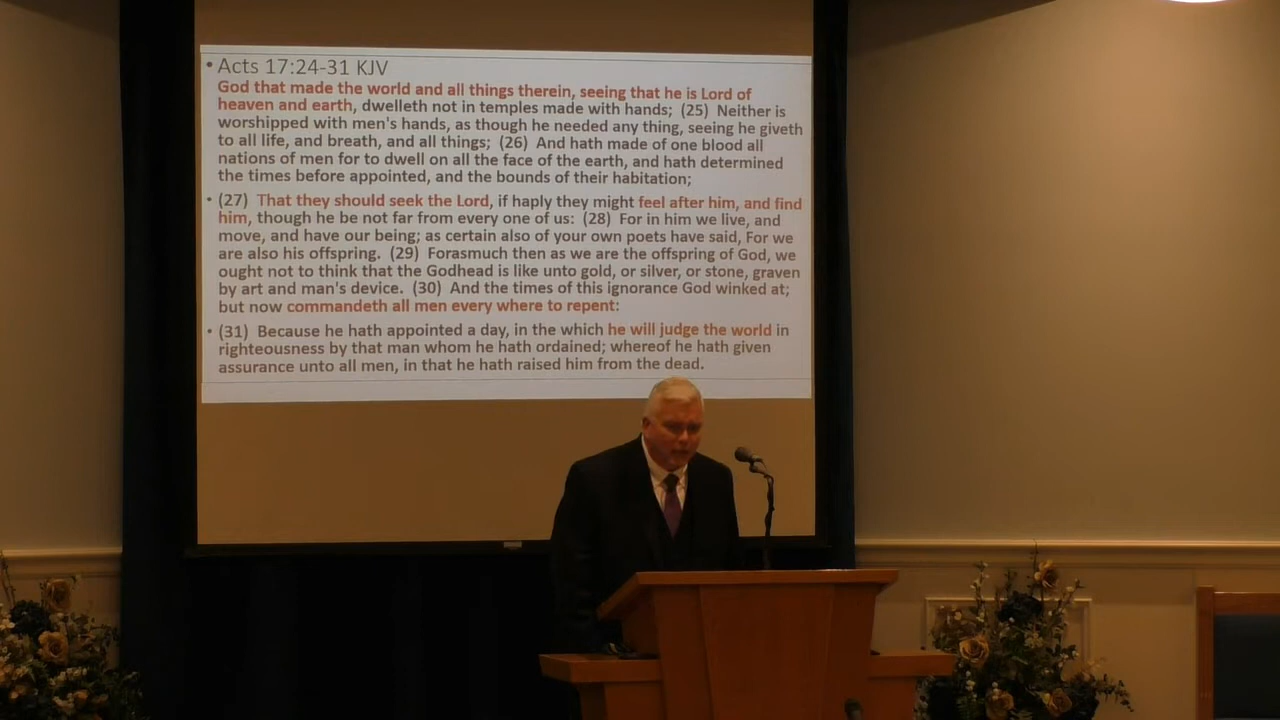 • Acts 17:24-31 KJV
God that made the world and all things therein, seeing that he is Lord of
heaven and earth, dwelleth not in temples made with hands; (25) Neither is
worshipped with men's hands, as though he needed any thing, seeing he giveth
to all life, and breath, and all things; (26) And hath made of one blood all
nations of men for to dwell on all the face of the earth, and hath determined
the times before appointed, and the bounds of their habitation;
• (27) That they should seek the Lord, if haply they might feel after him, and find
him, though he be not far from every one of us: (28) For in him we live, and
move, and have our being; as certain also of your own poets have said, For we
are also his offspring. (29) Forasmuch then as we are the offspring of God, we
ought not to think that the Godhead is like unto gold, or silver, or stone, graven
by art and man's device. (30) And the times of this ignorance God winked at;
but now commandeth all men every where to repent:
• (31) Because he hath appointed a day, in the which he will judge the world in
righteousness by that man whom he hath ordained; whereof he hath given
assurance unto all men, in that he hath raised him from the dead.